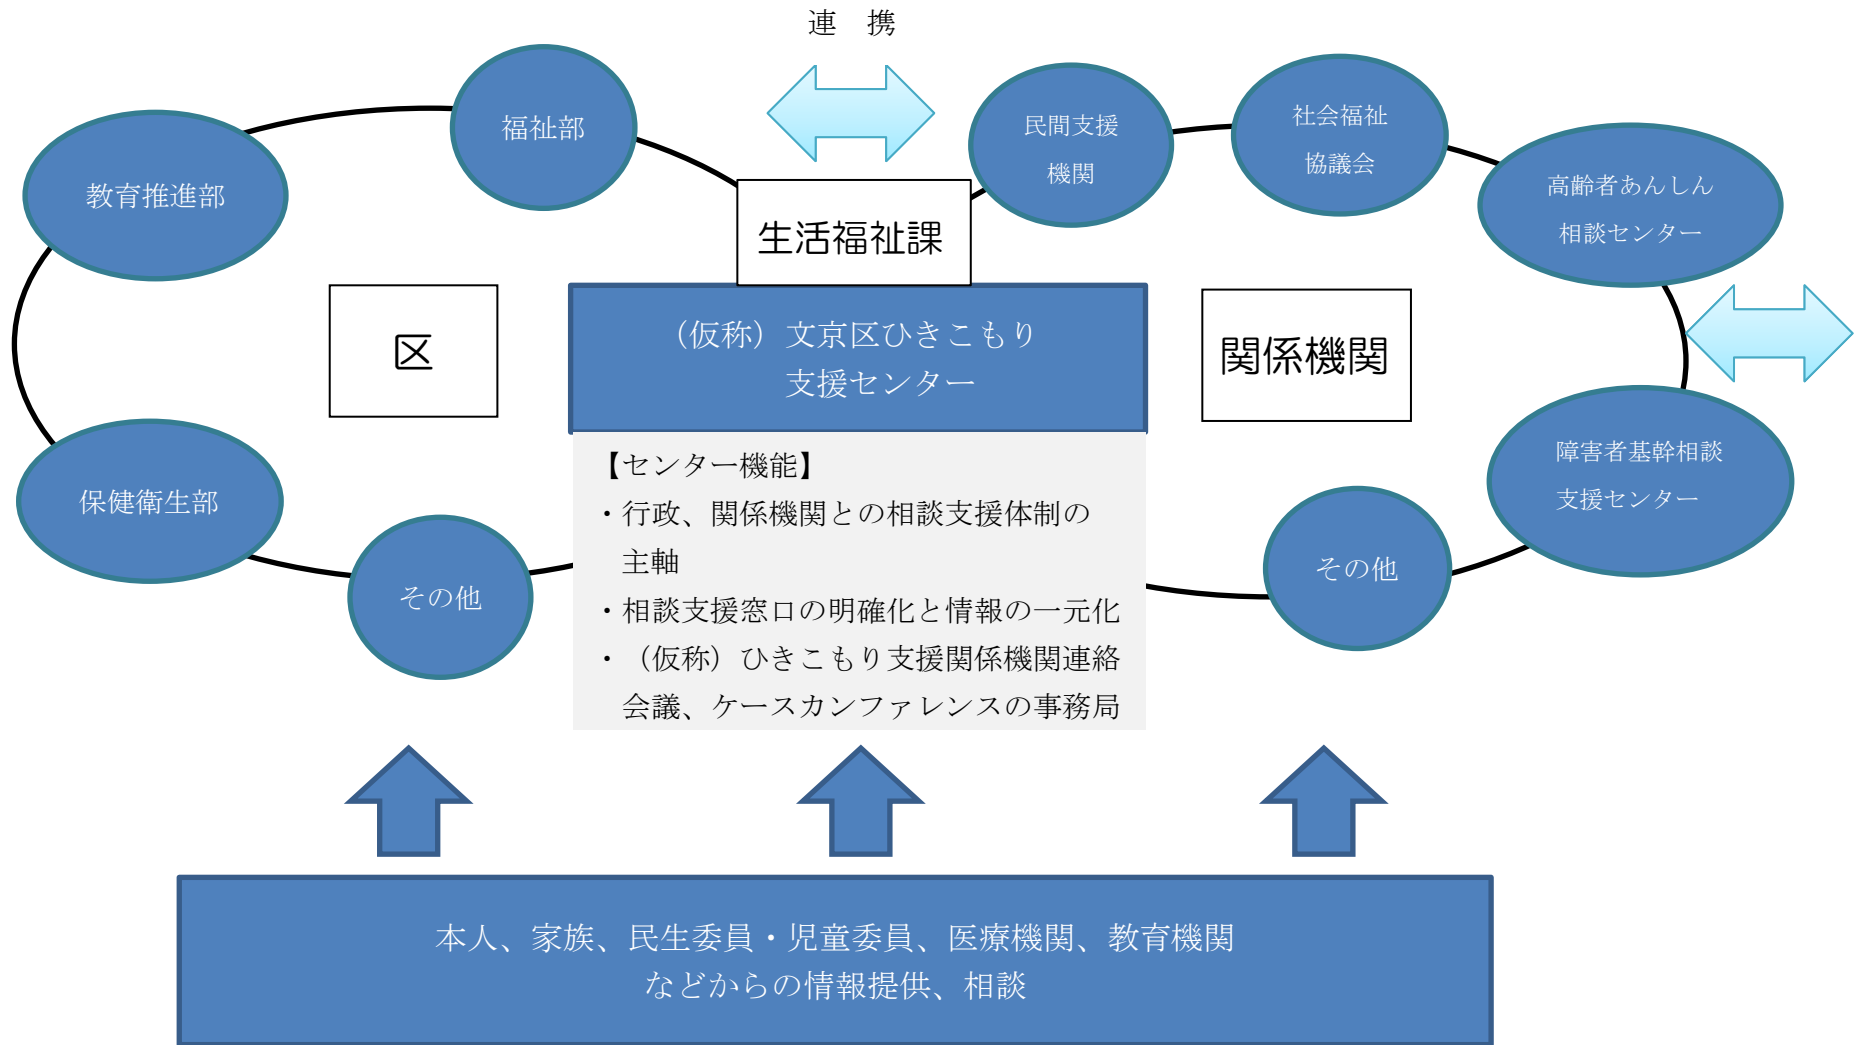 連　携
福祉部
教育推進部
民間支援
機関
社会福祉
協議会
高齢者あんしん
相談センター
生活福祉課
区
（仮称）文京区ひきこもり
支援センター
関係機関
保健衛生部
その他
【センター機能】
・行政、関係機関との相談支援体制の
主軸
・相談支援窓口の明確化と情報の一元化
・（仮称）ひきこもり支援関係機関連絡
会議、ケースカンファレンスの事務局
障害者基幹相談
支援センター
その他
本人、家族、民生委員・児童委員、医療機関、教育機関
などからの情報提供、相談